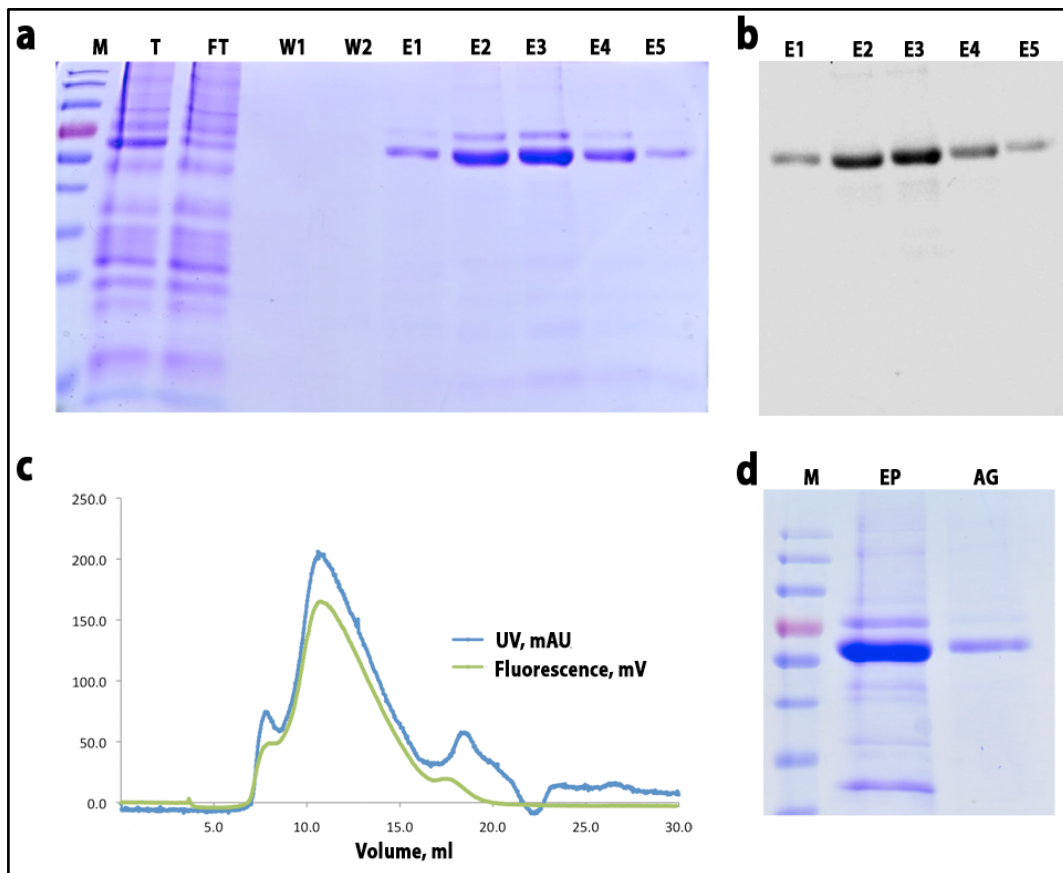 a
M T FT W1 W2 E1 E2 E3 E4 E5
b
E1 E2 E3 E4 E5
c
250.0
200.0
150.0
100.0
50.0
0.0
5.0 10.0 15.0 20.0 25.0 30.0
Volume, ml
UV, mAU
Fluorescence, mV
d
M EP AG